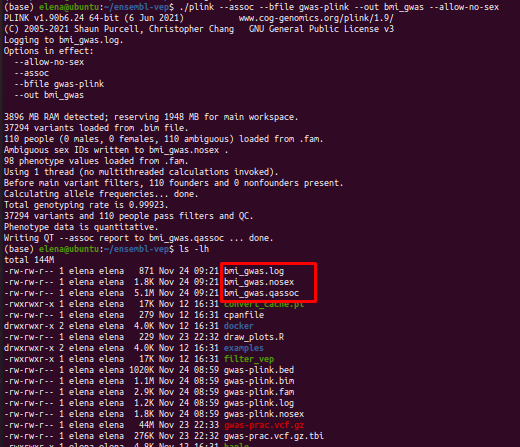 (base) elena@ubuntu:~/ensembl-vep$ ./plink --assoc --bfile gwas-plink --out bmi_gwas --allow-no-sex
PLINK v1.90b6.24 64-bit (6 Jun 2021) www.cog-genomics.org/plink/1.9/
(C) 2005-2021 Shaun Purcell, Christopher Chang GNU General Public License v3
Logging to bmi_gwas.log.
Options in effect:
--allow-no-sex
--assoc
--bfile gwas-plink
--out bmi_gwas
3896 MB RAM detected; reserving 1948 MB for main workspace.
37294 variants loaded from .bim file.
110 people (0 males, 0 females, 110 ambiguous) loaded from .fam.
Ambiguous sex IDs written to bmi_gwas.nosex .
98 phenotype values loaded from .fam.
Using 1 thread (no multithreaded calculations invoked).
Before main variant filters, 110 founders and 0 nonfounders present.
Calculating allele frequencies... done.
Total genotyping rate is 0.99923.
37294 variants and 110 people pass filters and QC.
Phenotype data is quantitative.
Writing QT --assoc report to bmi_gwas.qassoc ... done.
(base) elena@ubuntu:~/ensembl-vep$ ls -lh
total 144M
-rw-rw-r-- 1 elena elena 871 Nov 24 09:21 bmi_gwas.log
-rw-rw-r-- 1 elena elena 1.8K Nov 24 09:21 bmi_gwas.nosex
-rw-rw-r-- 1 elena elena 5.1M Nov 24 09:21 bmi_gwas.qassoc
-rwxrwxr-x 1 elena elena 17K Nov 12 16:31 convert_cache.pl
-rw-rw-r-- 1 elena elena 279 Nov 12 16:31 cpanfile
drwxrwxr-x 2 elena elena 4.0K Nov 12 16:31 docker
-rw-rw-r-- 1 elena elena 229 Nov 23 22:32 draw_plots.R
drwxrwxr-x 2 elena elena 4.0K Nov 12 16:31 examples
-rwxrwxr-x 1 elena elena 17K Nov 12 16:31 filter_vep
-rw-rw-r-- 1 elena elena 1020K Nov 24 08:59 gwas-plink.bed
-rw-rw-r-- 1 elena elena 1.1M Nov 24 08:59 gwas-plink.bim
-rw-rw-r-- 1 elena elena 2.9K Nov 24 08:59 gwas-plink.fam
-rw-rw-r-- 1 elena elena 1.2K Nov 24 08:59 gwas-plink.log
-rw-rw-r-- 1 elena elena 1.8K Nov 24 08:59 gwas-plink.nosex
-rw-rw-r-- 1 elena elena 44M Nov 23 22:33 gwas-prac.vcf.gz
-rw-rw-r-- 1 elena elena 276K Nov 23 22:32 gwas-prac.vcf.gz.tbi
-rwxrwxr-x 1 elena elena 4.8K Nov 12 16:31 haplo